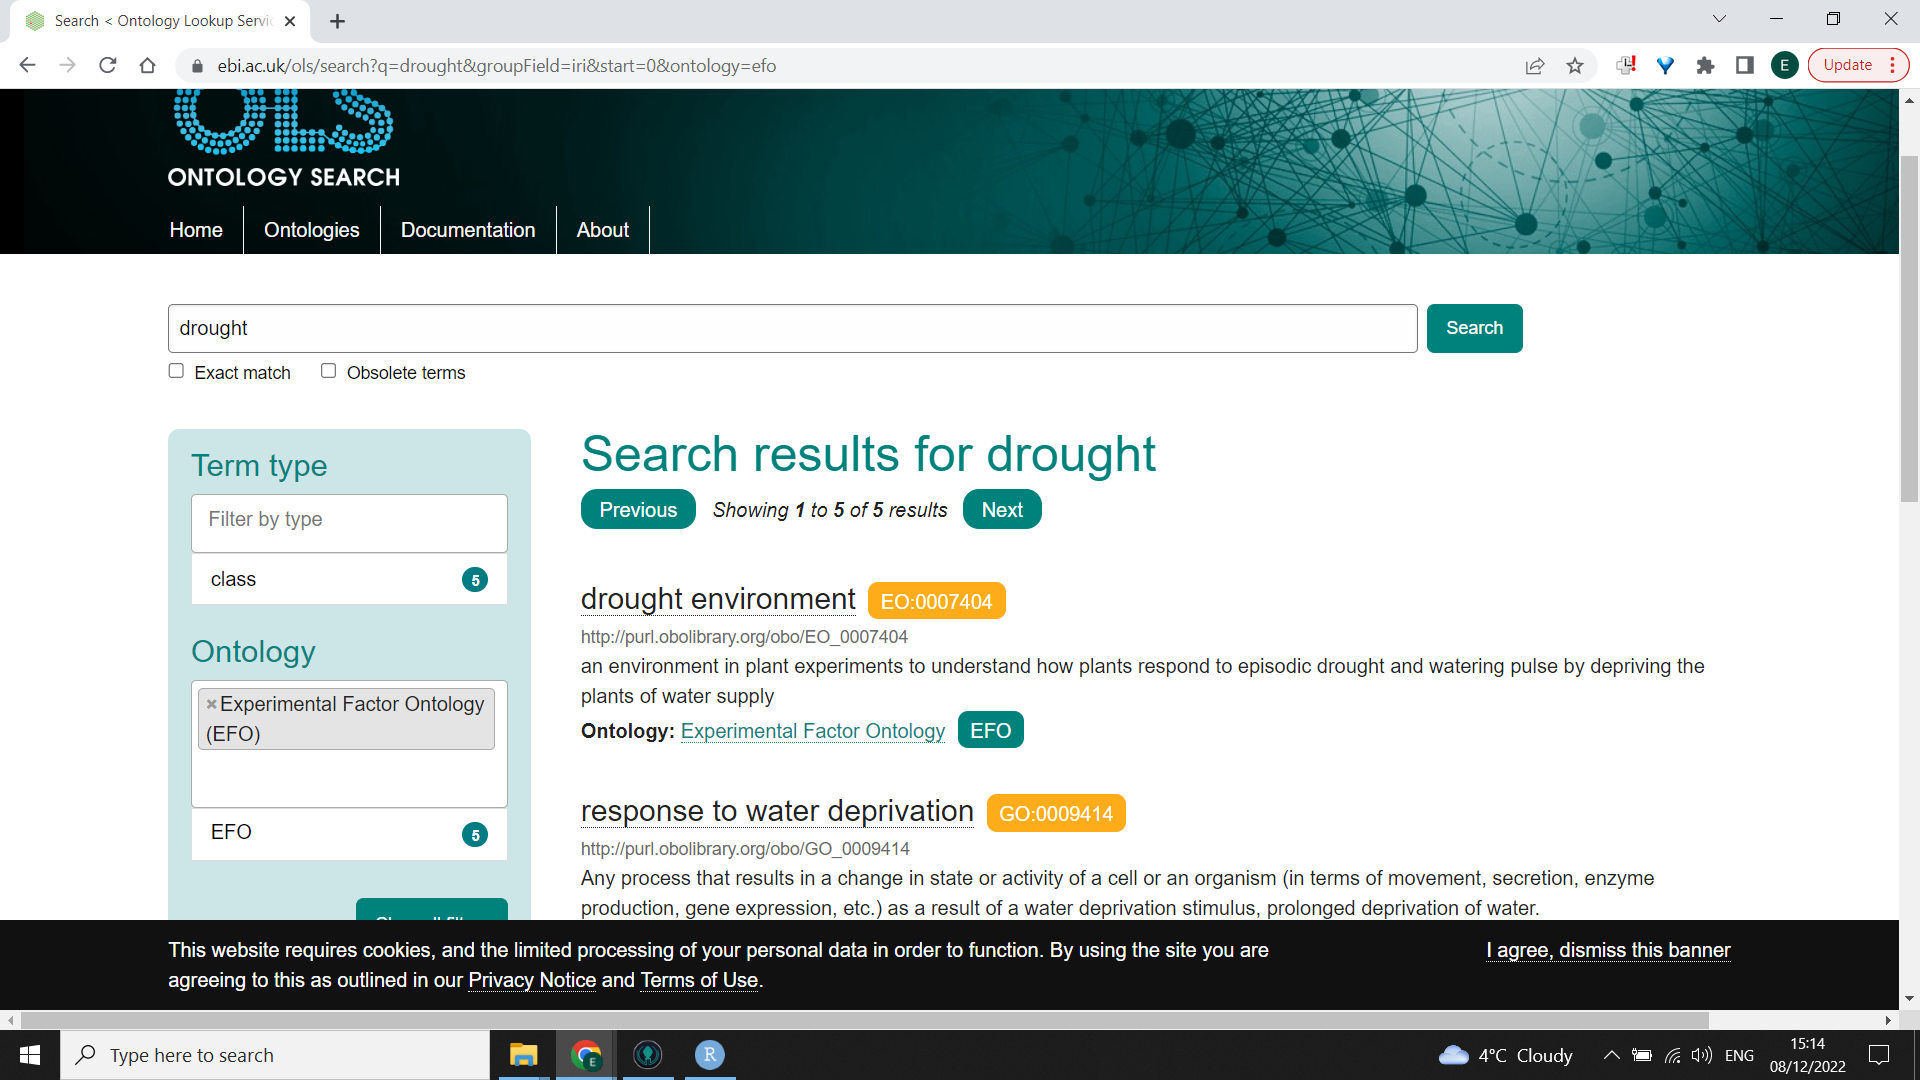 Search < Ontology Lookup Servi
ebi.ac.uk/ols/search?q=drought&groupField=iri&start=0&ontology=efo
E
Update
OLS
ONTOLOGY SEARCH
Home
Ontologies
Documentation
About
drought
Search
Exact match
Obsolete terms
Term type
Filter by type
class
5
Ontology
×Experimental Factor Ontology
(EFO)
EFO
5
Search results for drought
Previous
Showing 1 to 5 of 5 results
Next
drought environment EO:0007404
http://purl.obolibrary.org/obo/EO_0007404
an environment in plant experiments to understand how plants respond to episodic drought and watering pulse by depriving the
plants of water supply
Ontology: Experimental Factor Ontology EFO
response to water deprivation GO:0009414
http://purl.obolibrary.org/obo/GO_0009414
Any process that results in a change in state or activity of a cell or an organism (in terms of movement, secretion, enzyme
production, gene expression, etc.) as a result of a water deprivation stimulus, prolonged deprivation of water.
This website requires cookies, and the limited processing of your personal data in order to function. By using the site you are
agreeing to this as outlined in our Privacy Notice and Terms of Use.
I agree, dismiss this banner
Type here to search
E
R
4°C Cloudy
ENG
15:14
08/12/2022